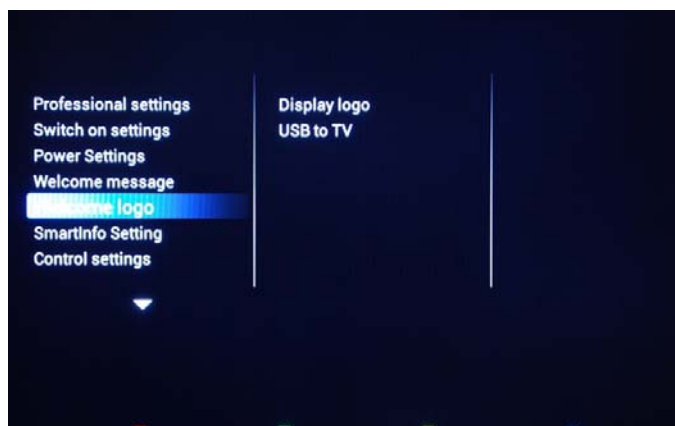 Professional settings
Switch on settings
Power Settings
Welcome message
Welcome logo
SmartInfo Setting
Control settings
Display logo
USB to TV